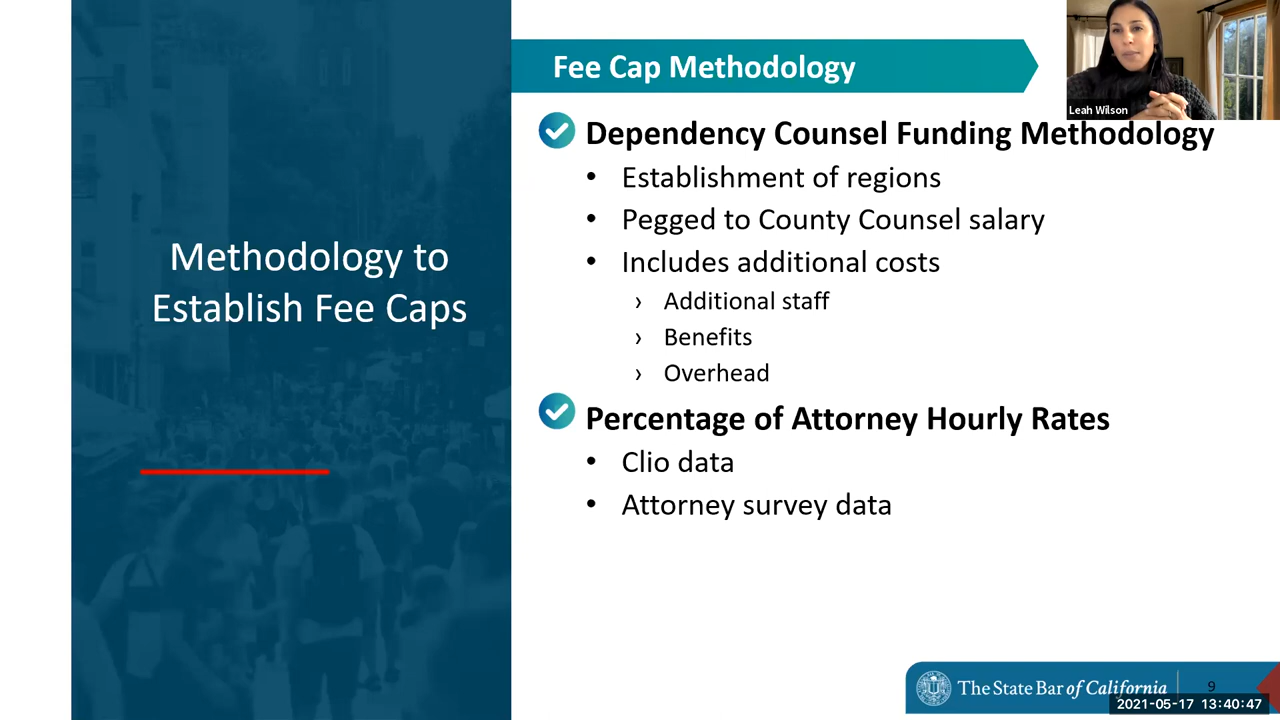 Methodology to
Establish Fee Caps
Fee Cap Methodology
Leah Wilson
Dependency Counsel Funding Methodology
• Establishment of regions
• Pegged to County Counsel salary
• Includes additional costs
› Additional staff
› Benefits
› Overhead
Percentage of Attorney Hourly Rates
• Clio data
• Attorney survey data
The State Bar of California
9
2021-05-17 13:40:47